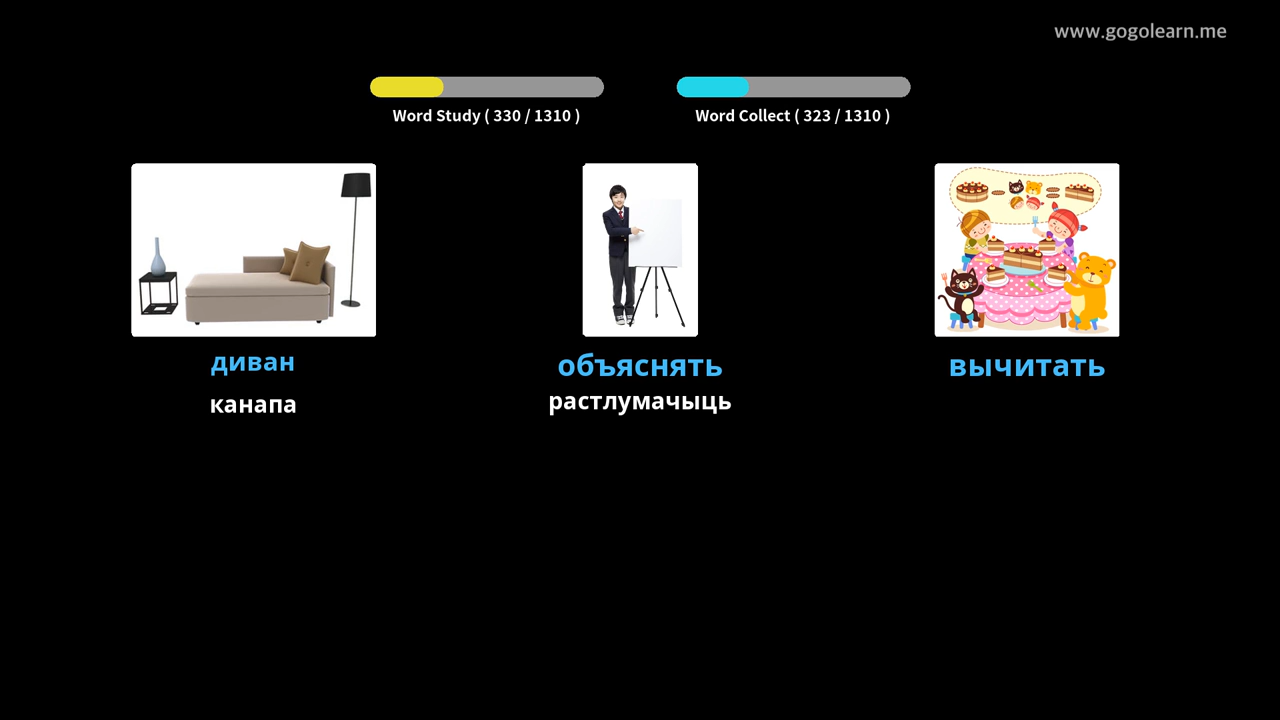 www.gogolearn.me
Word Study ( 330 / 1310 )
Word Collect ( 323 / 1310 )
диван
объяснять
вычитать
канапа
растлумачыць